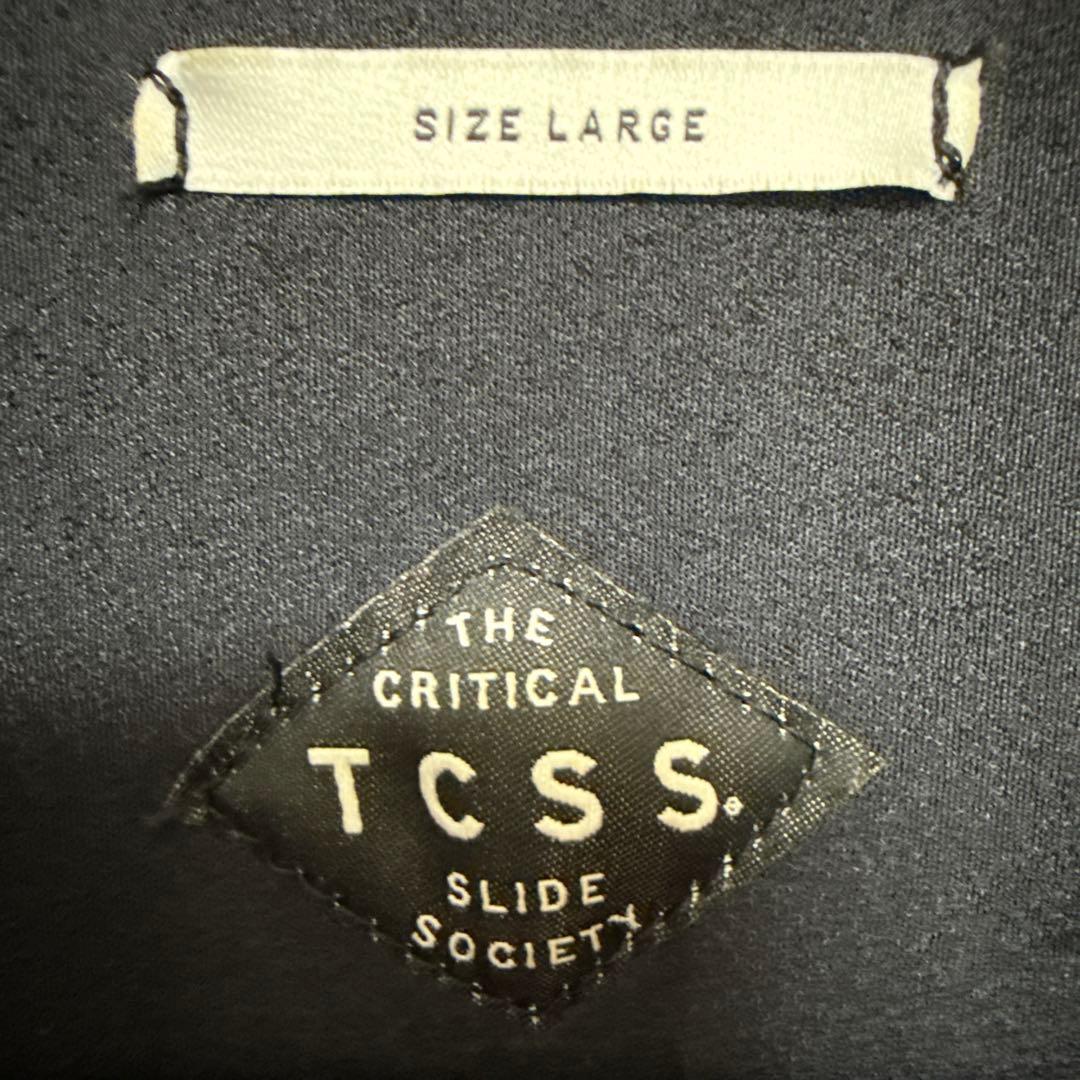 SIZE LARGE
THE
CRITICAL
TCSS®
SLIDE
SOCIETY